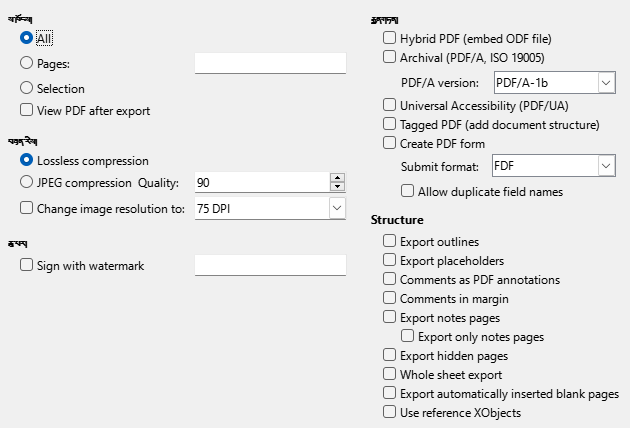 All
Pages:
Selection
View PDF after export
Lossless compression
JPEG compression Quality: 90
Change image resolution to: 75 DPI
Sign with watermark
Hybrid PDF (embed ODF file)
Archival (PDF/A, ISO 19005)
PDF/A version: PDF/A-1b
Universal Accessibility (PDF/UA)
Tagged PDF (add document structure)
Create PDF form
Submit format: FDF
Allow duplicate field names
Structure
Export outlines
Export placeholders
Comments as PDF annotations
Comments in margin
Export notes pages
Export only notes pages
Export hidden pages
Whole sheet export
Export automatically inserted blank pages
Use reference XObjects